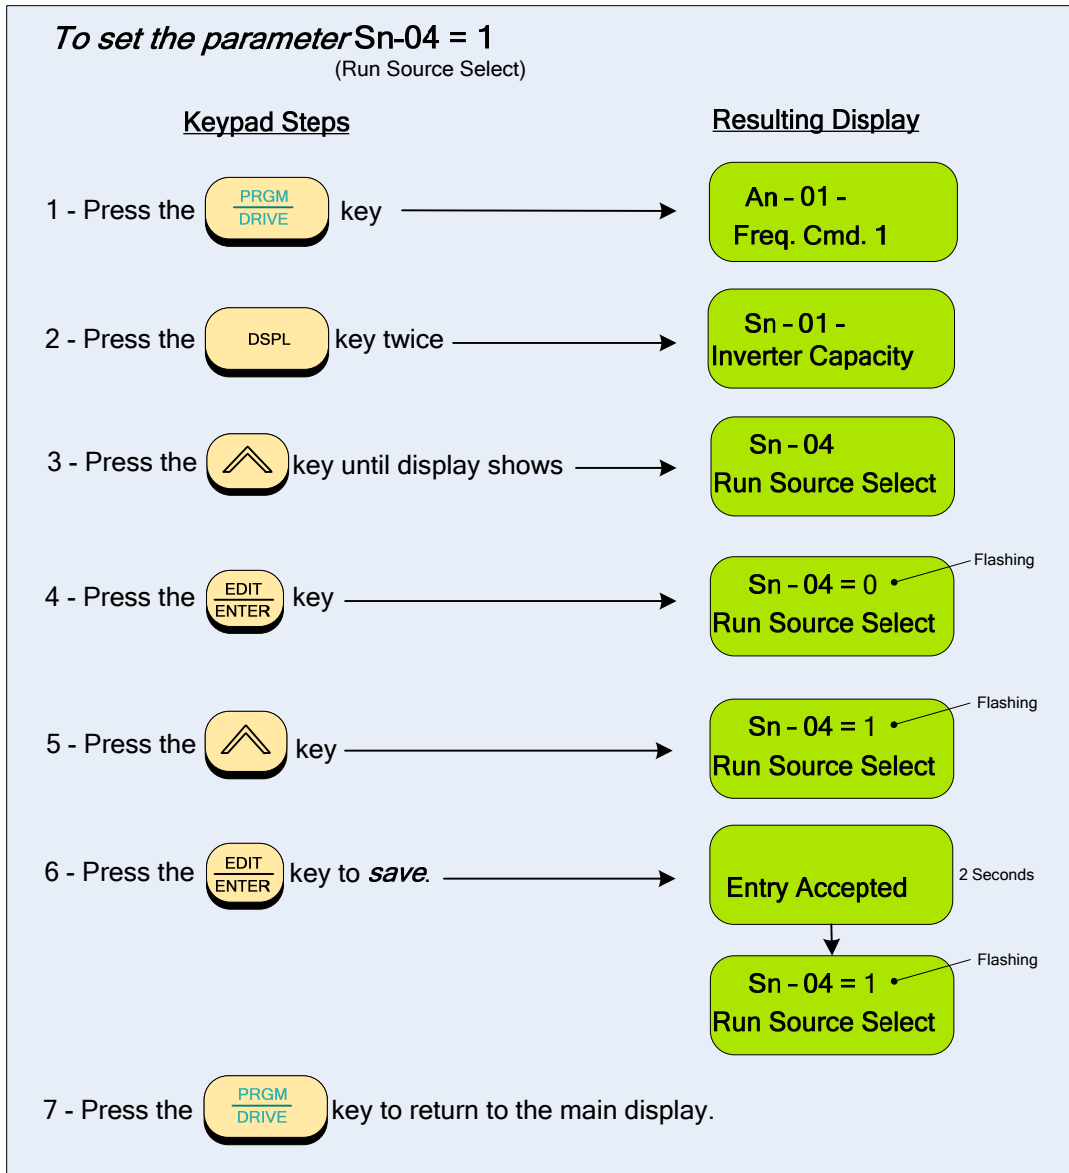 To set the parameter Sn-04 = 1
(Run Source Select)
Keypad Steps
Resulting Display
1 - Press the PRGM DRIVE key
An - 01 -
Freq. Cmd. 1
2 - Press the DSPL key twice
Sn - 01 -
Inverter Capacity
3 - Press the key until display shows
Sn - 04
Run Source Select
4 - Press the EDIT ENTER key
Sn - 04 = 0
Flashing
Run Source Select
5 - Press the key
Sn - 04 = 1
Flashing
Run Source Select
6 - Press the EDIT ENTER key to save.
Entry Accepted
2 Seconds
Sn - 04 = 1
Flashing
Run Source Select
7 - Press the PRGM DRIVE key to return to the main display.